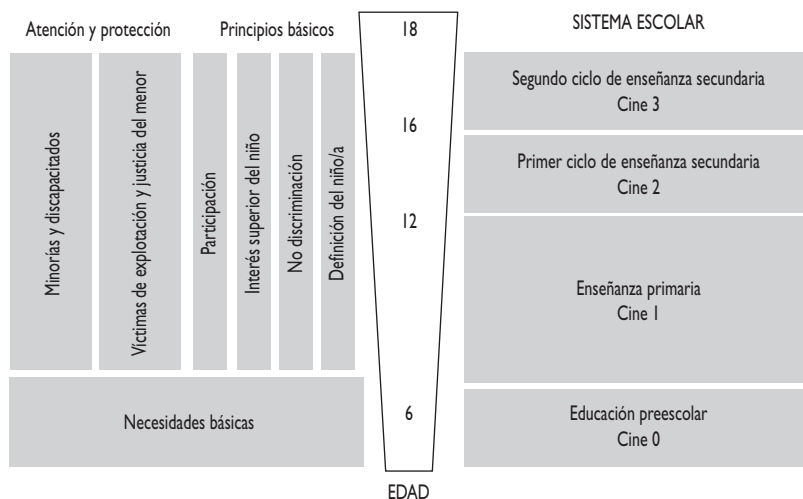 Atención y protección
Principios básicos
Minorías y discapacitados
Víctimas de explotación y justicia del menor
Participación
Interés superior del niño
No discriminación
Definición del niño/a
Necesidades básicas
18
16
12
6
EDAD
SISTEMA ESCOLAR
Segundo ciclo de enseñanza secundaria
Cine 3
Primer ciclo de enseñanza secundaria
Cine 2
Enseñanza primaria
Cine 1
Educación preescolar
Cine 0